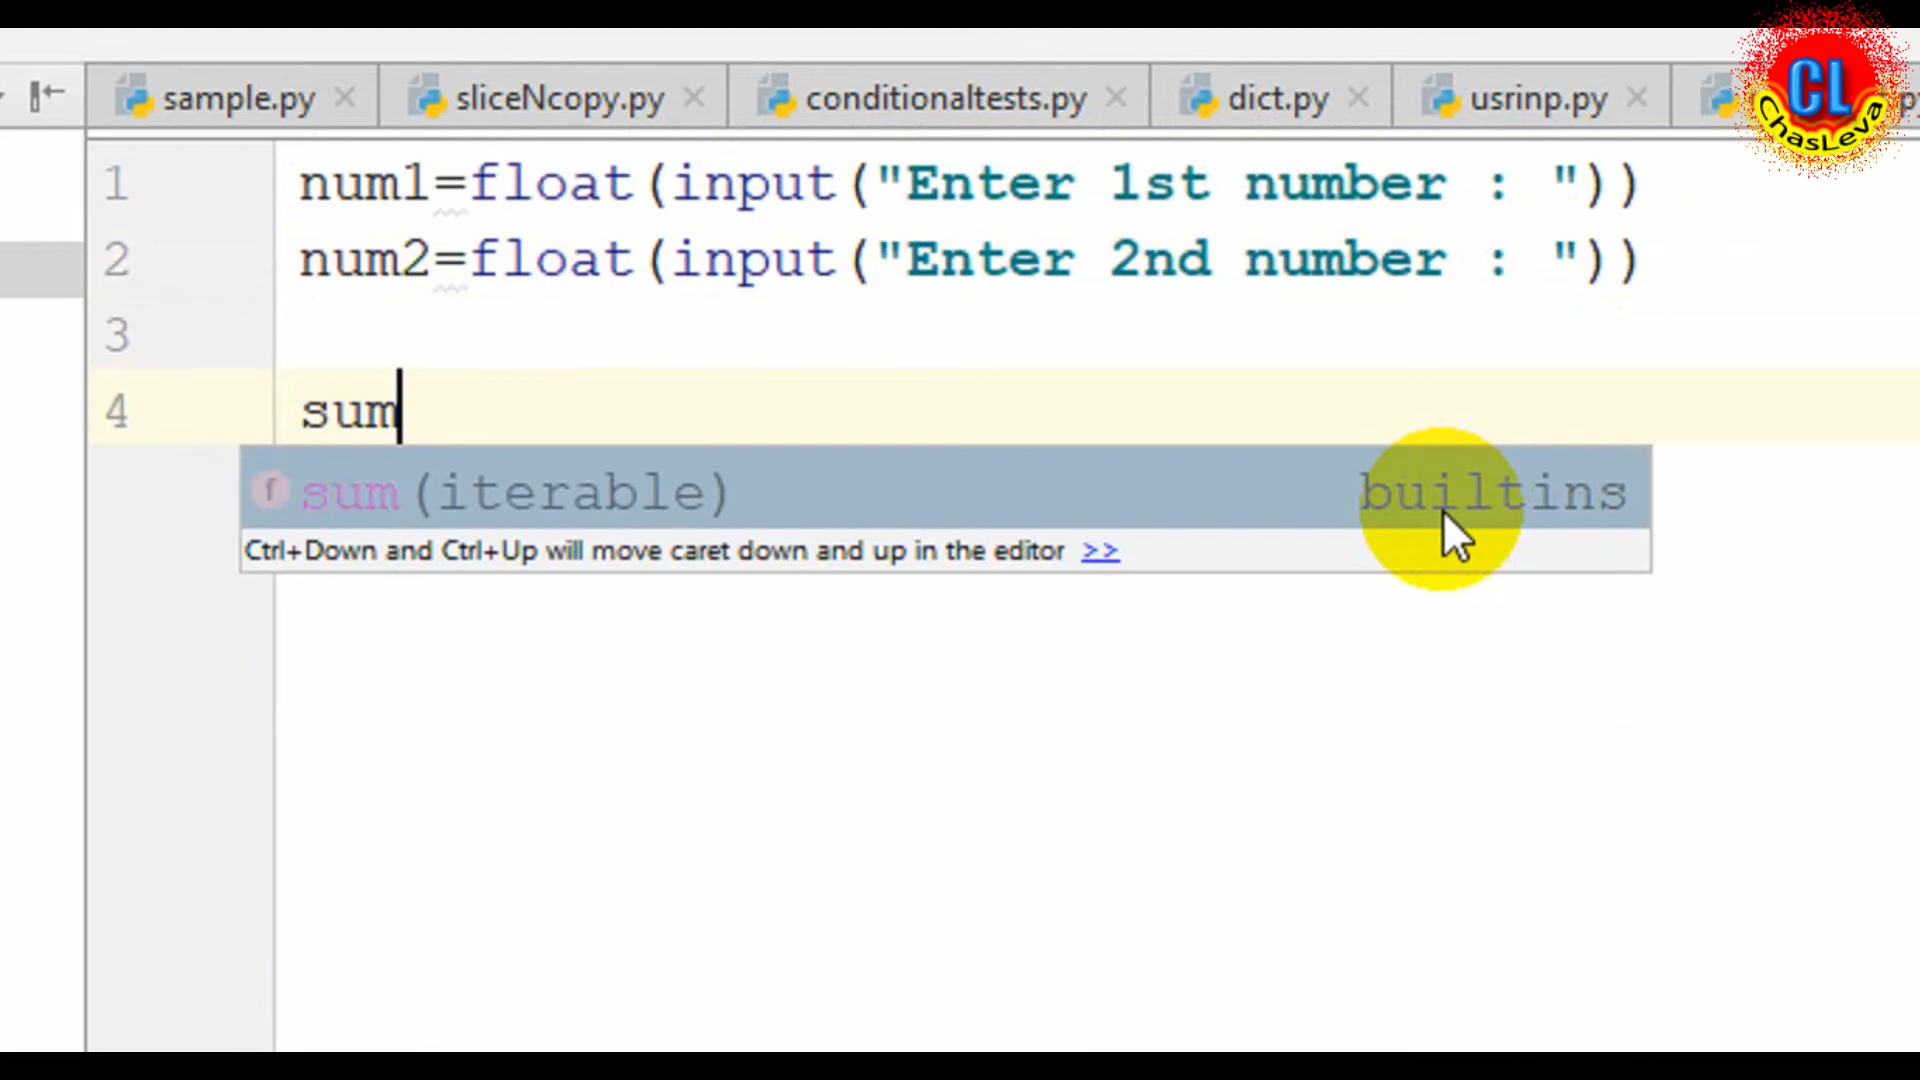 sample.py sliceNcopy.py conditionaltests.py dict.py usrinp.py
CL
ChasLeva
1 num1=float(input("Enter 1st number : "))
2 num2=float(input("Enter 2nd number : "))
3
4 sum
f sum(iterable) builtins
Ctrl+Down and Ctrl+Up will move caret down and up in the editor >>